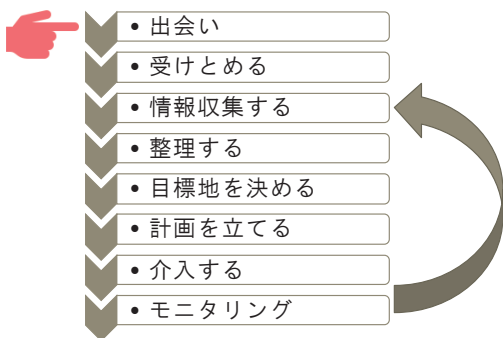 • 出会い
• 受けとめる
• 情報収集する
• 整理する
• 目標地を決める
• 計画を立てる
• 介入する
• モニタリング